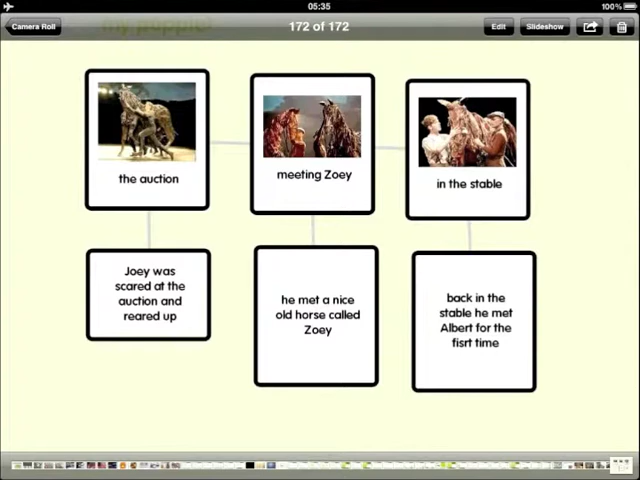 05:35
100%
Camera Roll
172 of 172
Edit
Slideshow
the auction
meeting Zoey
in the stable
Joey was
scared at the
auction and
reared up
he met a nice
old horse called
Zoey
back in the
stable he met
Albert for the
fisrt time